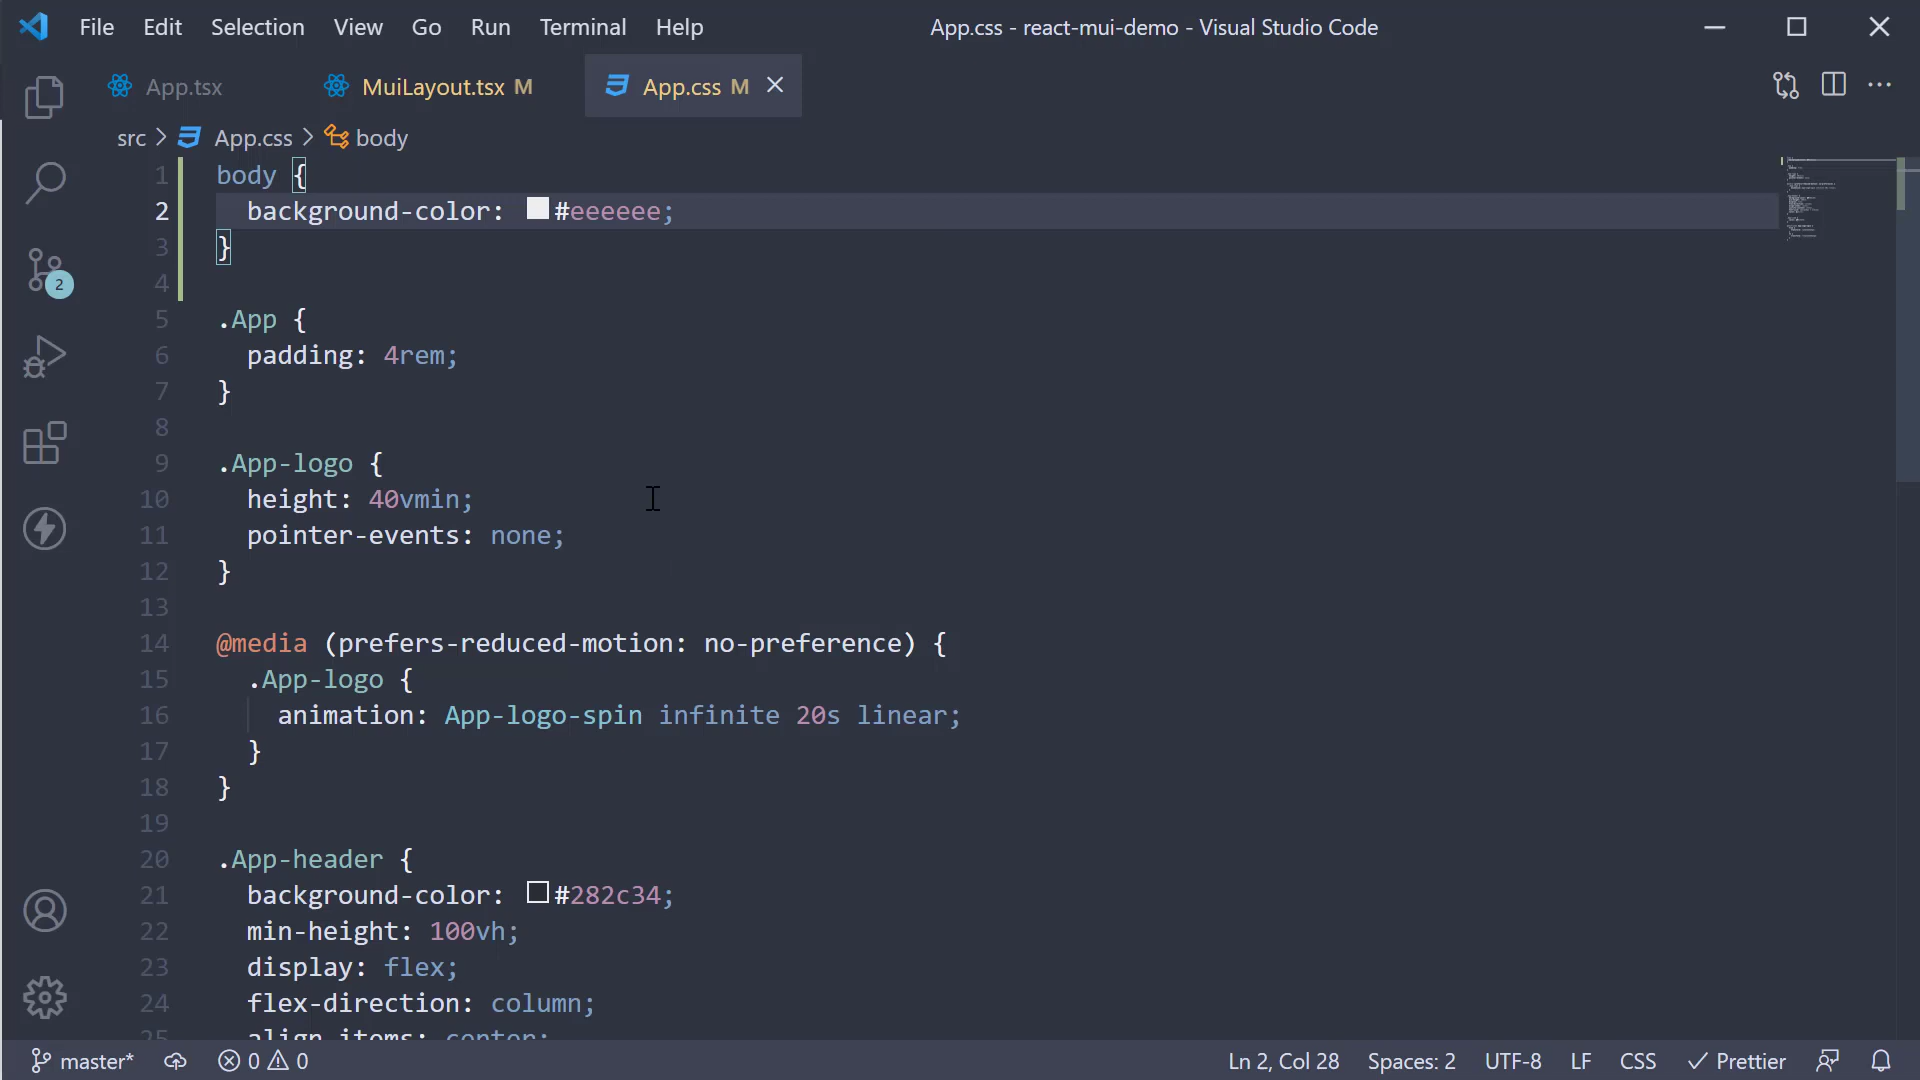 File Edit Selection View Go Run Terminal Help App.css - react-mui-demo - Visual Studio Code
App.tsx MuiLayout.tsx M App.css M
src > App.css > body
1 body {
2 background-color: #eeeeee;
3 }
4
5 .App {
6 padding: 4rem;
7 }
8
9 .App-logo {
10 height: 40vmin;
11 pointer-events: none;
12 }
13
14 @media (prefers-reduced-motion: no-preference) {
15 .App-logo {
16 animation: App-logo-spin infinite 20s linear;
17 }
18 }
19
20 .App-header {
21 background-color: #282c34;
22 min-height: 100vh;
23 display: flex;
24 flex-direction: column;
25 align-items: center;
2
master* 0 0 Ln 2, Col 28 Spaces: 2 UTF-8 LF CSS Prettier